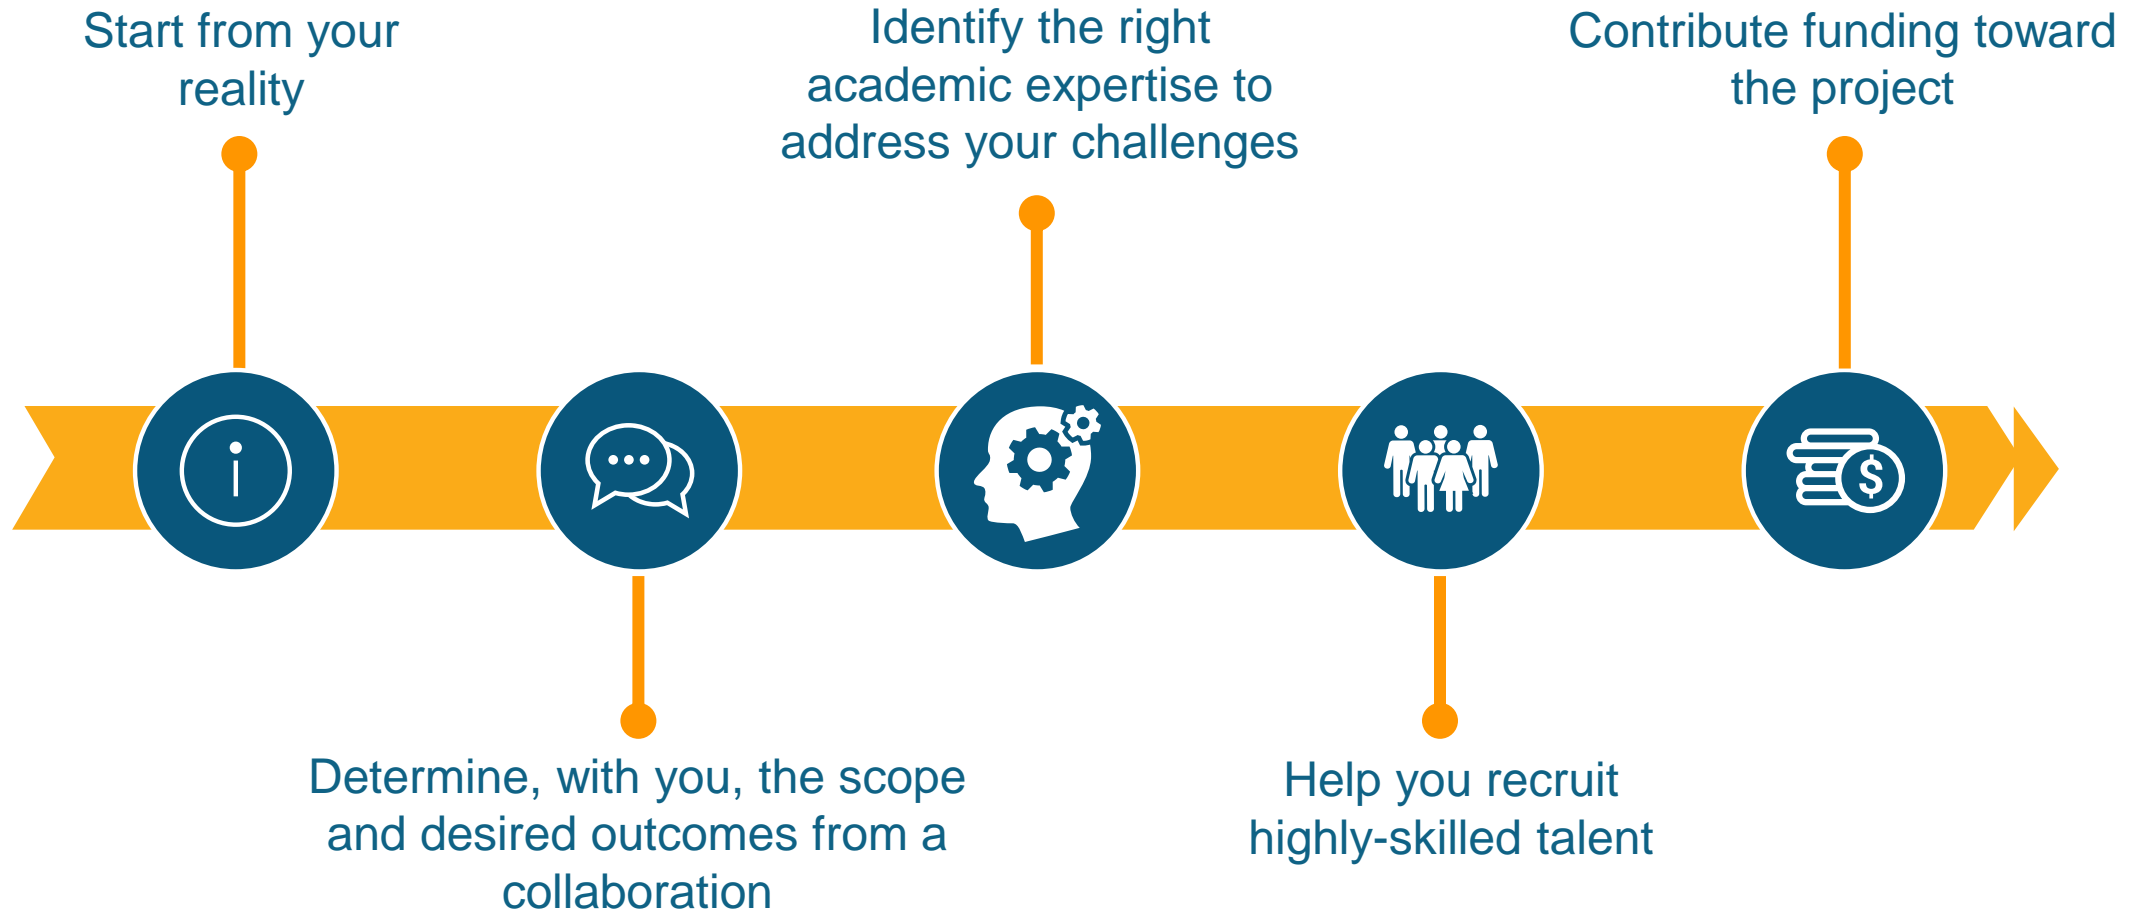 Start from your
reality
Determine, with you, the scope
and desired outcomes from a
collaboration
Identify the right
academic expertise to
address your challenges
Help you recruit
highly-skilled talent
Contribute funding toward
the project
$